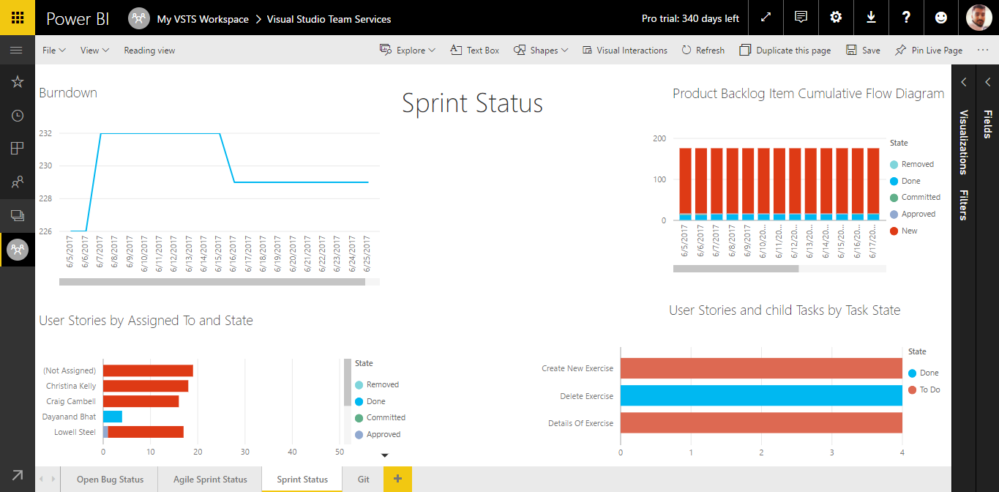 Power BI
My VSTS Workspace > Visual Studio Team Services
Pro trial: 340 days left
File View Reading view
Explore Text Box Shapes Visual Interactions Refresh Duplicate this page Save Pin Live Page ...
Visualizations
Filters
Fields
Sprint Status
Burndown
232
230
228
226
6/5/2017 6/6/2017 6/7/2017 6/8/2017 6/9/2017 6/10/2017 6/11/2017 6/12/2017 6/13/2017 6/14/2017 6/15/2017 6/16/2017 6/17/2017 6/18/2017 6/19/2017 6/20/2017 6/21/2017 6/22/2017 6/23/2017 6/24/2017 6/25/2017
Product Backlog Item Cumulative Flow Diagram
200
100
0
6/5/2017 6/6/2017 6/7/2017 6/8/2017 6/9/2017 6/10/20... 6/11/20... 6/12/20... 6/13/20... 6/14/20... 6/15/20... 6/16/20... 6/17/20...
State
Removed
Done
Committed
Approved
New
User Stories by Assigned To and State
(Not Assigned)
Christina Kelly
Craig Cambell
Dayanand Bhat
Lowell Steel
0 10 20 30 40 50
State
Removed
Done
Committed
Approved
User Stories and child Tasks by Task State
Create New Exercise
Delete Exercise
Details Of Exercise
0 1 2 3 4
State
Done
To Do
Open Bug Status Agile Sprint Status Sprint Status Git +